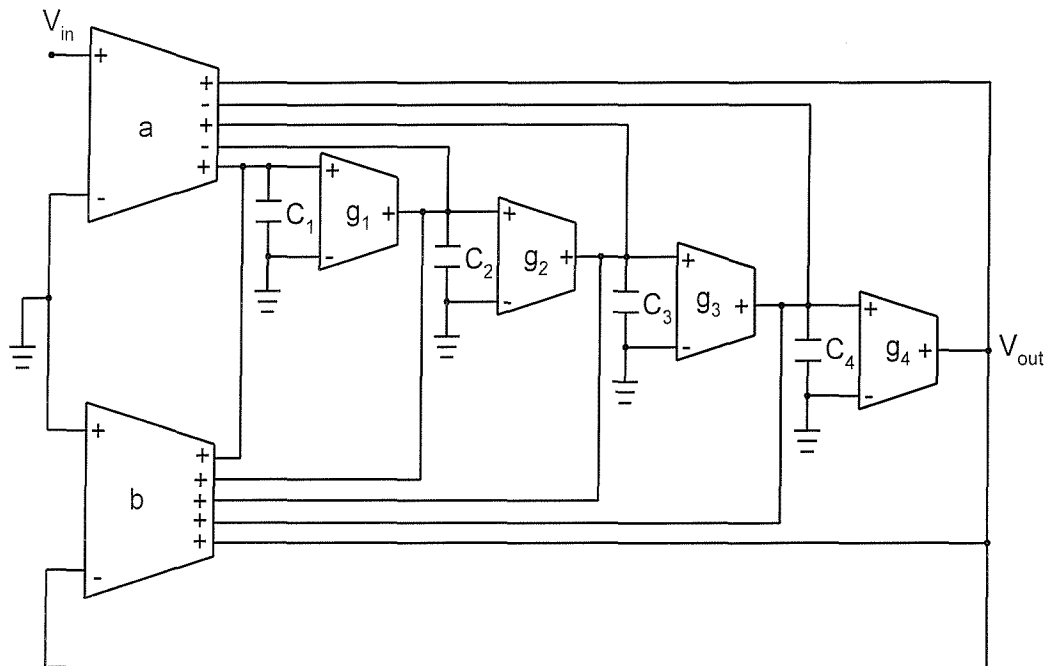 V_in
+
a
+
-
+
-
+
-
C_1
+
g_1
+
-
C_2
+
g_2
+
-
C_3
+
g_3
+
-
C_4
+
g_4
+
-
V_out
+
b
+
+
+
+
+
-